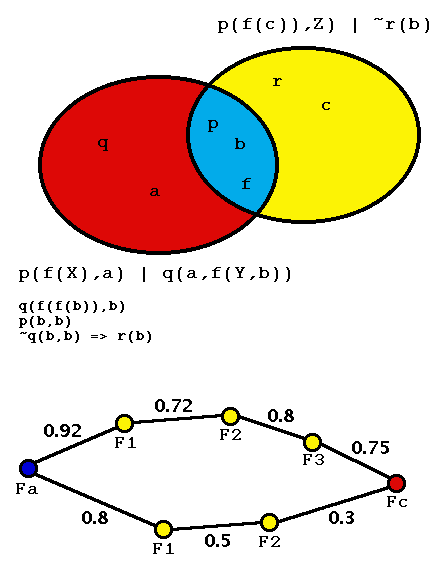 p(f(c)),Z) | ~r(b)
r
c
p
q
b
f
a
p(f(X),a) | q(a,f(Y,b))
q(f(f(b)),b)
p(b,b)
~q(b,b) => r(b)
0.72
0.8
0.92
F1
F2
0.75
F3
Fa
Fc
0.8
0.3
F1
0.5
F2